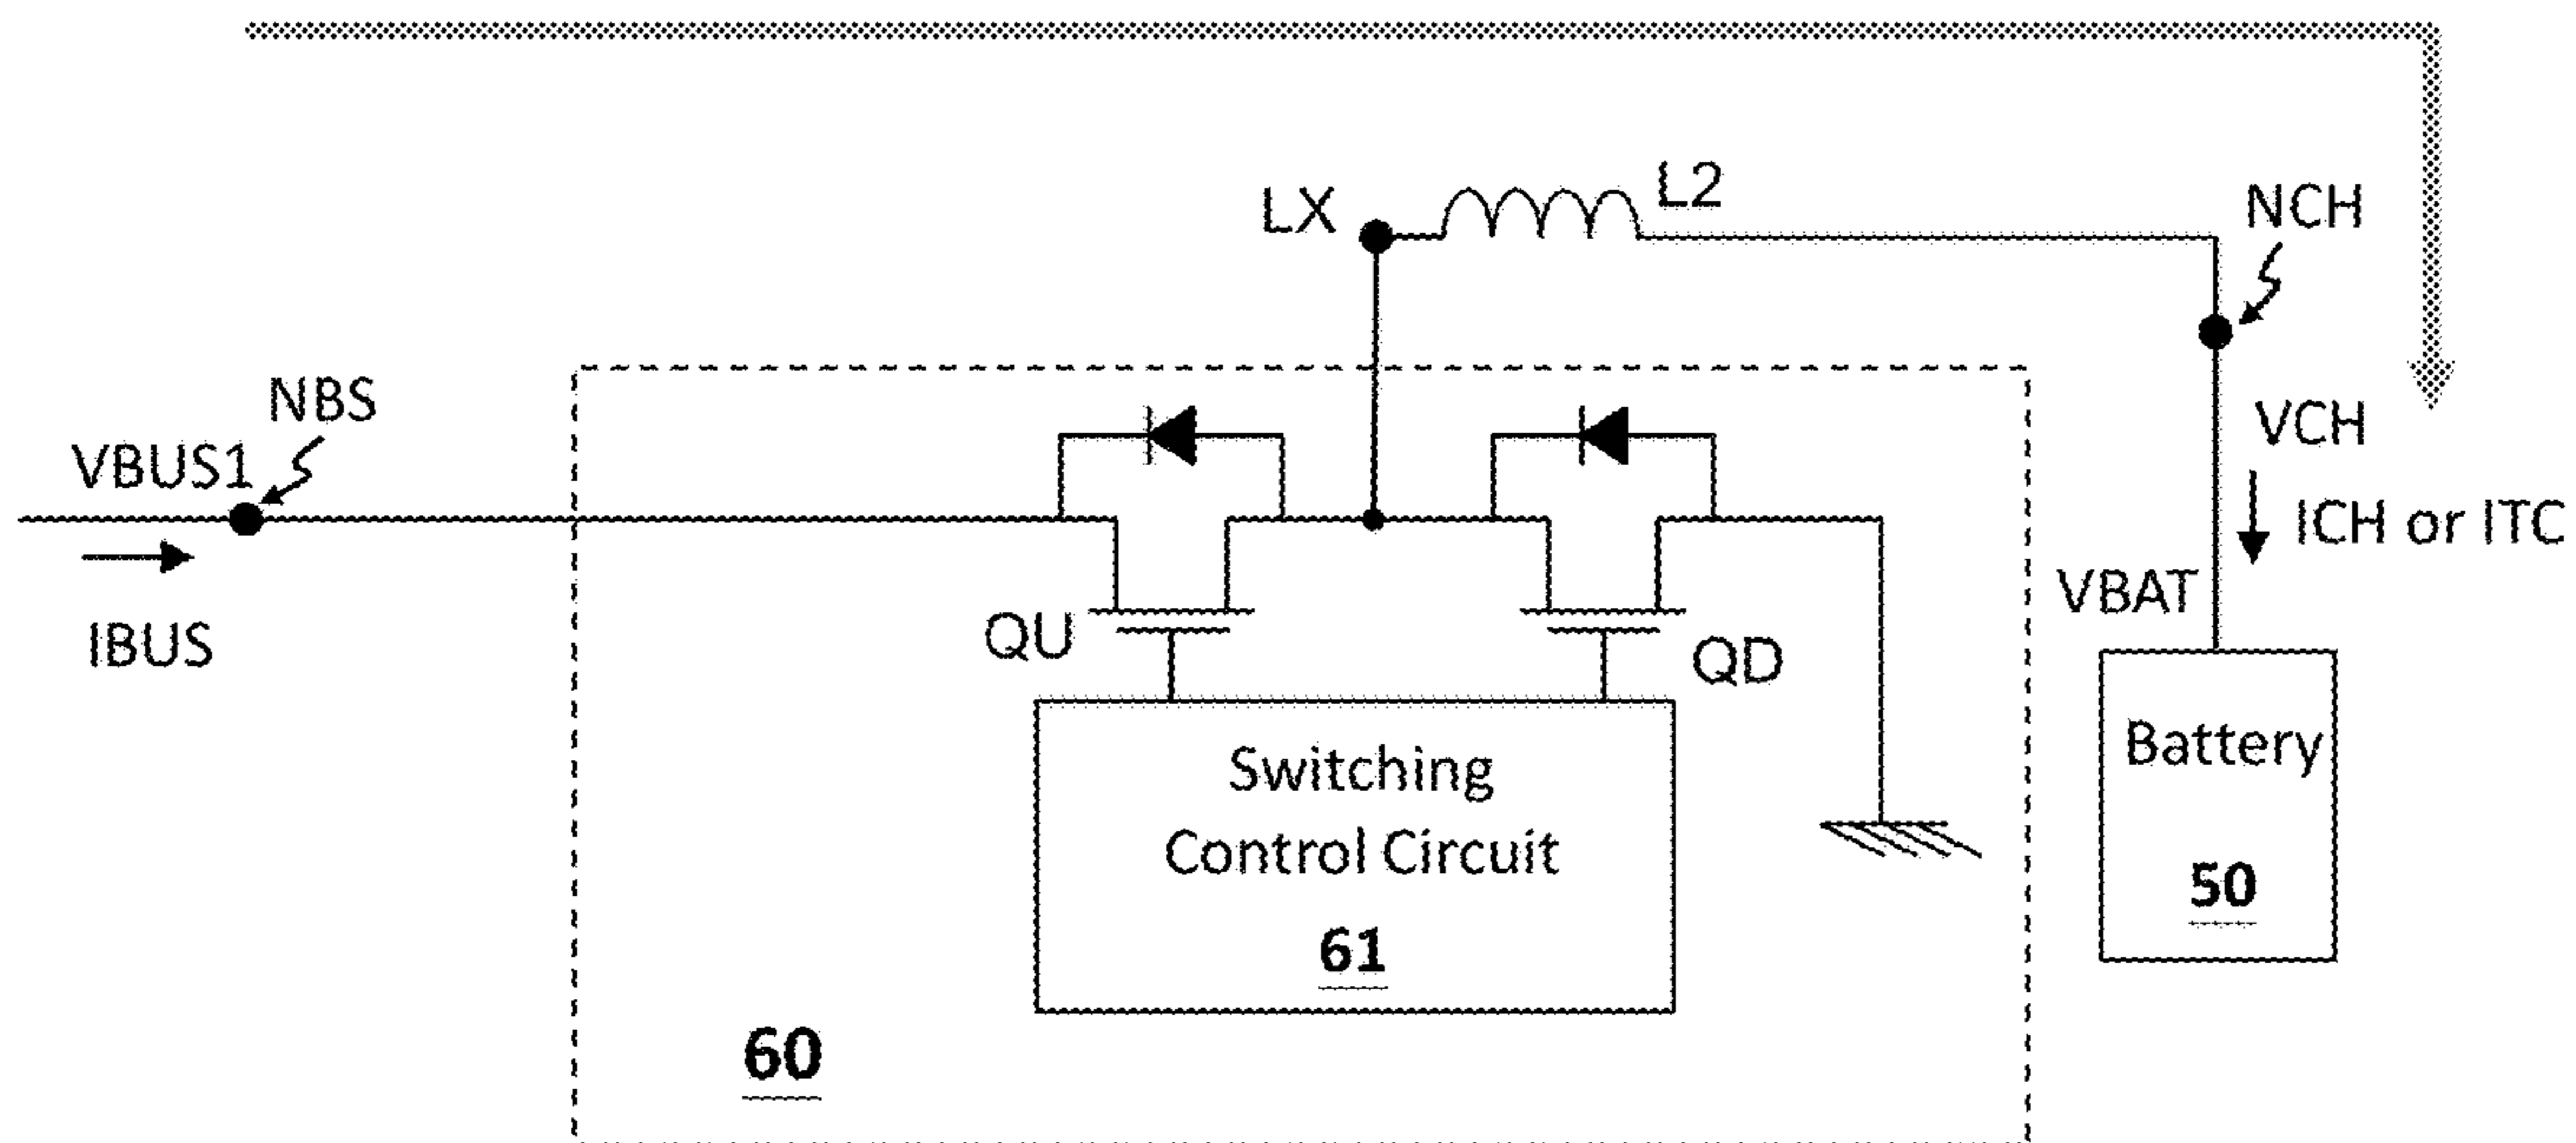 LX
L2
NCH
NBS
VBUS1
VCH
ICH or ITC
IBUS
QU
QD
VBAT
Switching
Control Circuit
61
Battery
50
60